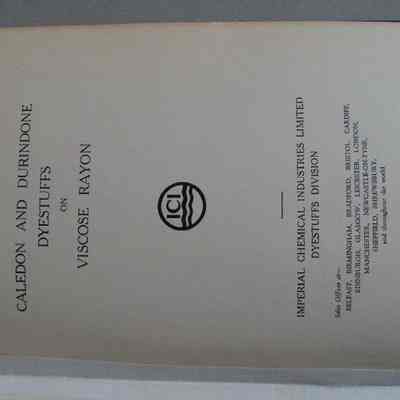 CALEDON AND DURINDONE
DYESTUFFS
ON
VISCOSE RAYON
ICI
IMPERIAL CHEMICAL INDUSTRIES LIMITED
DYESTUFFS DIVISION
Sales Offices at:—
BELFAST, BIRMINGHAM, BRADFORD, BRISTOL, CARDIFF,
EDINBURGH, GLASGOW, LEICESTER, LONDON,
MANCHESTER, NEWCASTLE-ON-TYNE,
SHEFFIELD, SHREWSBURY,
and throughout the world